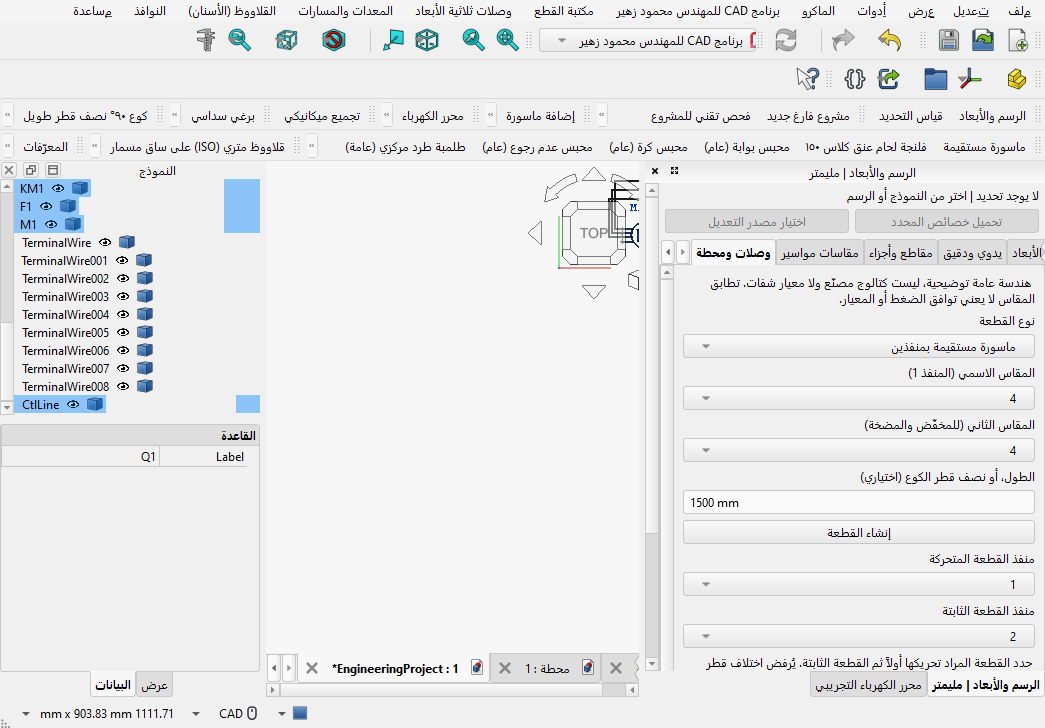 ملف تعديل عرض أدوات الماكرو برنامج CAD للمهندس محمود زهير مكتبة القطع وصلات ثلاثية الأبعاد المعدات والمسارات القلاووظ (الأسنان) النوافذ مساعدة
برنامج CAD للمهندس محمود زهير
الرسم والأبعاد قياس التحديد مشروع فارغ جديد فحص تقني للمشروع إضافة ماسورة محرر الكهرباء تجميع ميكانيكي برغي سداسي كوع ٩٠° نصف قطر طويل
ماسورة مستقيمة فلنجة لحام عنق كلاس ١٥٠ محبس بوابة (عام) محبس كرة (عام) محبس عدم رجوع (عام) طلمبة طرد مركزي (عامة) قلاووظ متري (ISO) على ساق مسمار المعرّفات
النموذج
KM1
F1
M1
TerminalWire
TerminalWire001
TerminalWire002
TerminalWire003
TerminalWire004
TerminalWire005
TerminalWire006
TerminalWire007
TerminalWire008
CtlLine
القاعدة
Label Q1
عرض البيانات
TOP
M.
محطة : 1
EngineeringProject : 1*
الرسم والأبعاد | مليمتر
لا يوجد تحديد | اختر من النموذج أو الرسم
تحميل خصائص المحدد اختيار مصدر التعديل
الأبعاد يدوي ودقيق مقاطع وأجزاء مقاسات مواسير وصلات ومحطة
هندسة عامة توضيحية، ليست كتالوج مصنّع ولا معيار شفات. تطابق
المقاس لا يعني توافق الضغط أو المعيار.
نوع القطعة
ماسورة مستقيمة بمنفذين
المقاس الاسمي (المنفذ 1)
4
المقاس الثاني (للمخفّض والمضخة)
4
الطول، أو نصف قطر الكوع (اختياري)
1500 mm
إنشاء القطعة
منفذ القطعة المتحركة
1
منفذ القطعة الثابتة
2
حدد القطعة المراد تحريكها أولاً ثم القطعة الثابتة. يُرفض اختلاف قطر
الرسم والأبعاد | مليمتر محرر الكهرباء التجريبي
CAD
1111.71 mm x 903.83 mm